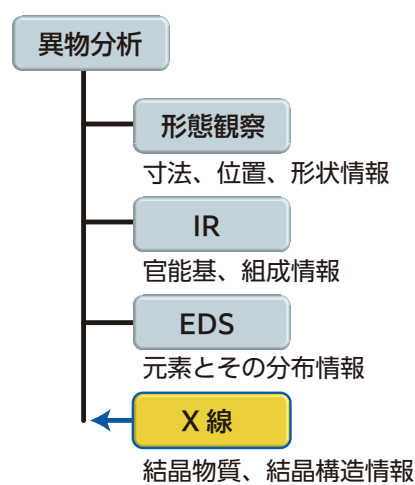 異物分析
形態観察
寸法、位置、形状情報
IR
官能基、組成情報
EDS
元素とその分布情報
X 線
結晶物質、結晶構造情報